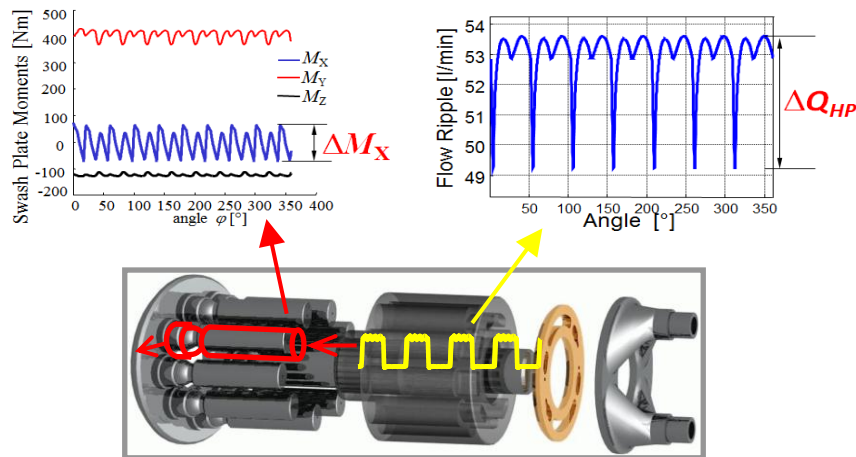 Swash Plate Moments [Nm]
500
400
300
200
100
0
-100
-200
M_X
M_Y
M_Z
ΔM_X
0 50 100 150 200 250 300 350 400
angle φ [°]
Flow Ripple [l/min]
54
53
52
51
50
49
ΔQ_HP
50 100 150 200 250 300 350
Angle [°]